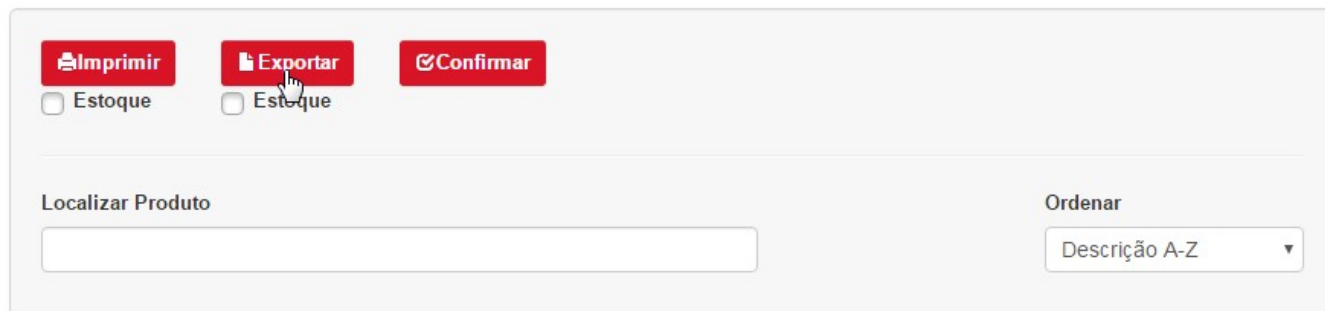 Imprimir Exportar Confirmar
Estoque Estoque
Localizar Produto Ordenar
Descrição A-Z